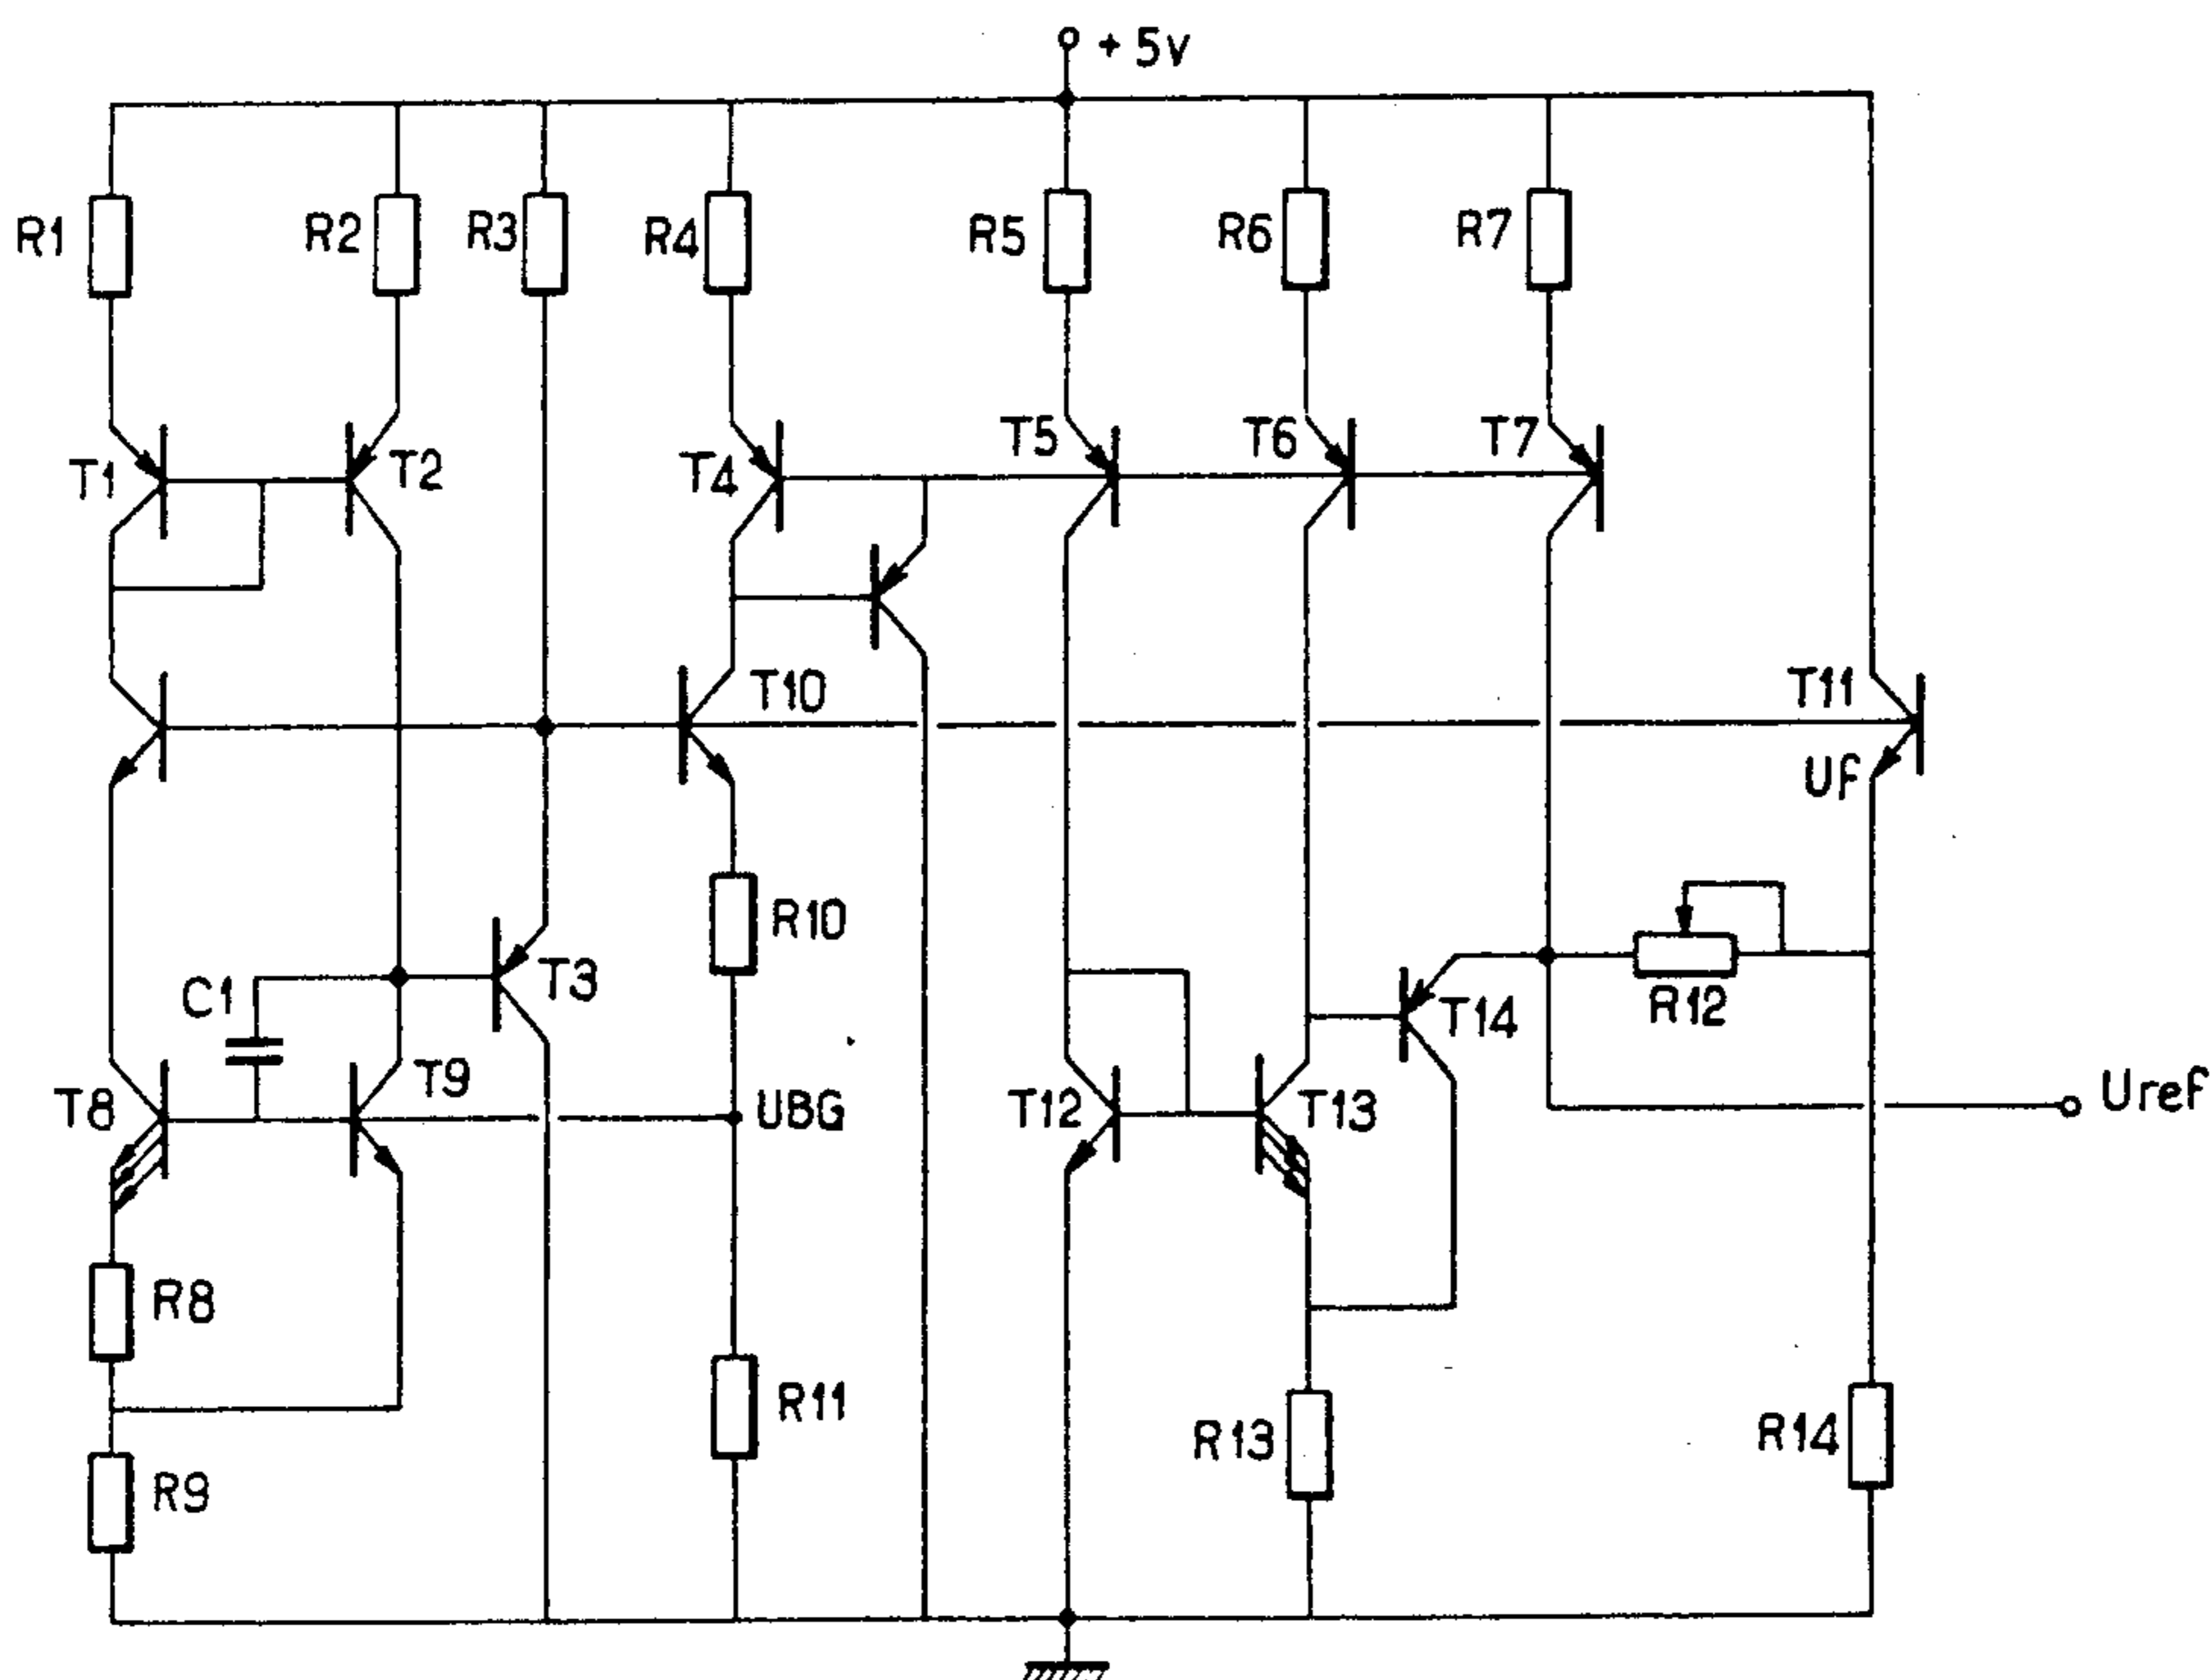 + 5v
R1
R2
R3
R4
R5
R6
R7
T1
T2
T4
T5
T6
T7
T10
T11
Uf
R10
C1
T3
T14
R12
T8
T9
UBG
T12
T13
Uref
R8
R11
R13
R14
R9